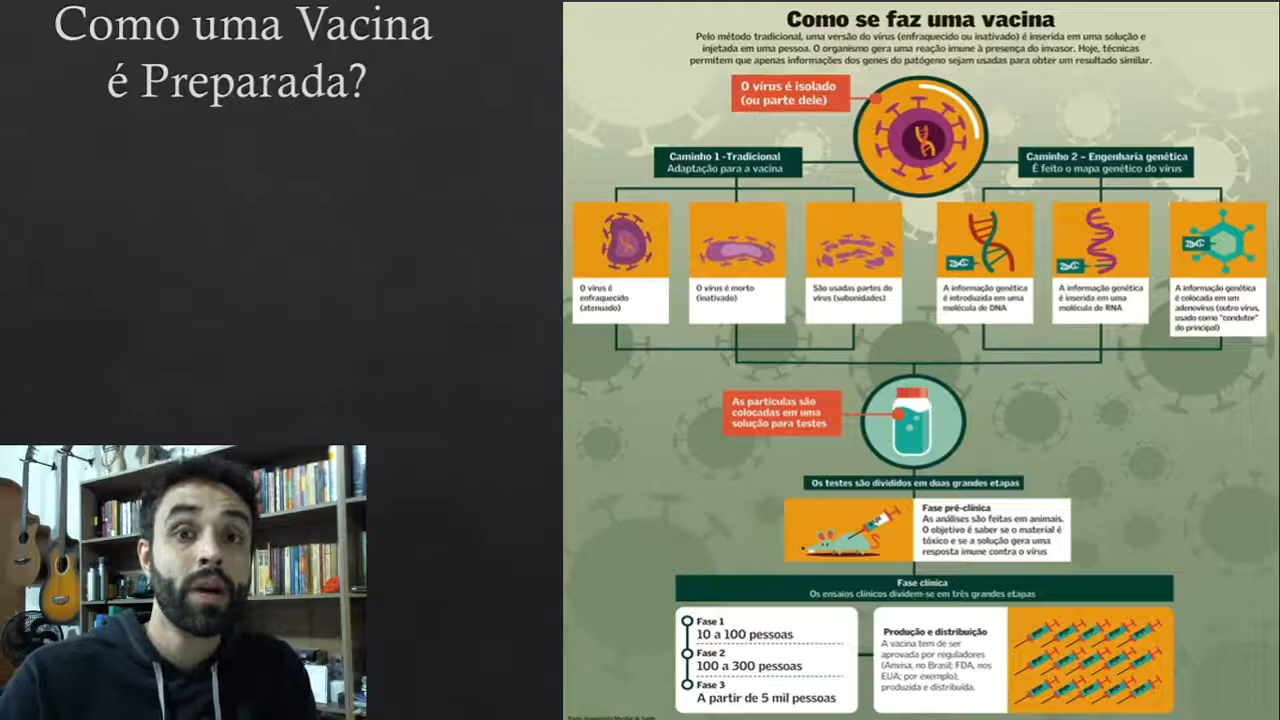 Como uma Vacina
é Preparada?
Como se faz uma vacina
Pelo método tradicional, uma versão do vírus (enfraquecido ou inativado) é inserida em uma solução e
injetada em uma pessoa. O organismo gera uma reação imune à presença do invasor. Hoje, técnicas
permitem que apenas informações dos genes do patógeno sejam usadas para obter um resultado similar.
O vírus é isolado
(ou parte dele)
Caminho 1 -Tradicional
Adaptação para a vacina
Caminho 2 – Engenharia genética
É feito o mapa genético do vírus
O vírus é
enfraquecido
(atenuado)
O vírus é morto
(inativado)
São usadas partes do
vírus (subunidades)
A informação genética
é introduzida em uma
molécula de DNA
A informação genética
é inserida em uma
molécula de RNA
A informação genética
é colocada em um
adenovírus (outro vírus,
usado como "condutor"
do principal)
As partículas são
colocadas em uma
solução para testes
Os testes são divididos em duas grandes etapas
Fase pré-clínica
As análises são feitas em animais.
O objetivo é saber se o material é
tóxico e se a solução gera uma
resposta imune contra o vírus
Fase clínica
Os ensaios clínicos dividem-se em três grandes etapas
Fase 1
10 a 100 pessoas
Fase 2
100 a 300 pessoas
Fase 3
A partir de 5 mil pessoas
Produção e distribuição
A vacina tem de ser
aprovada por reguladores
(Anvisa, no Brasil; FDA, nos
EUA; por exemplo),
produzida e distribuída.